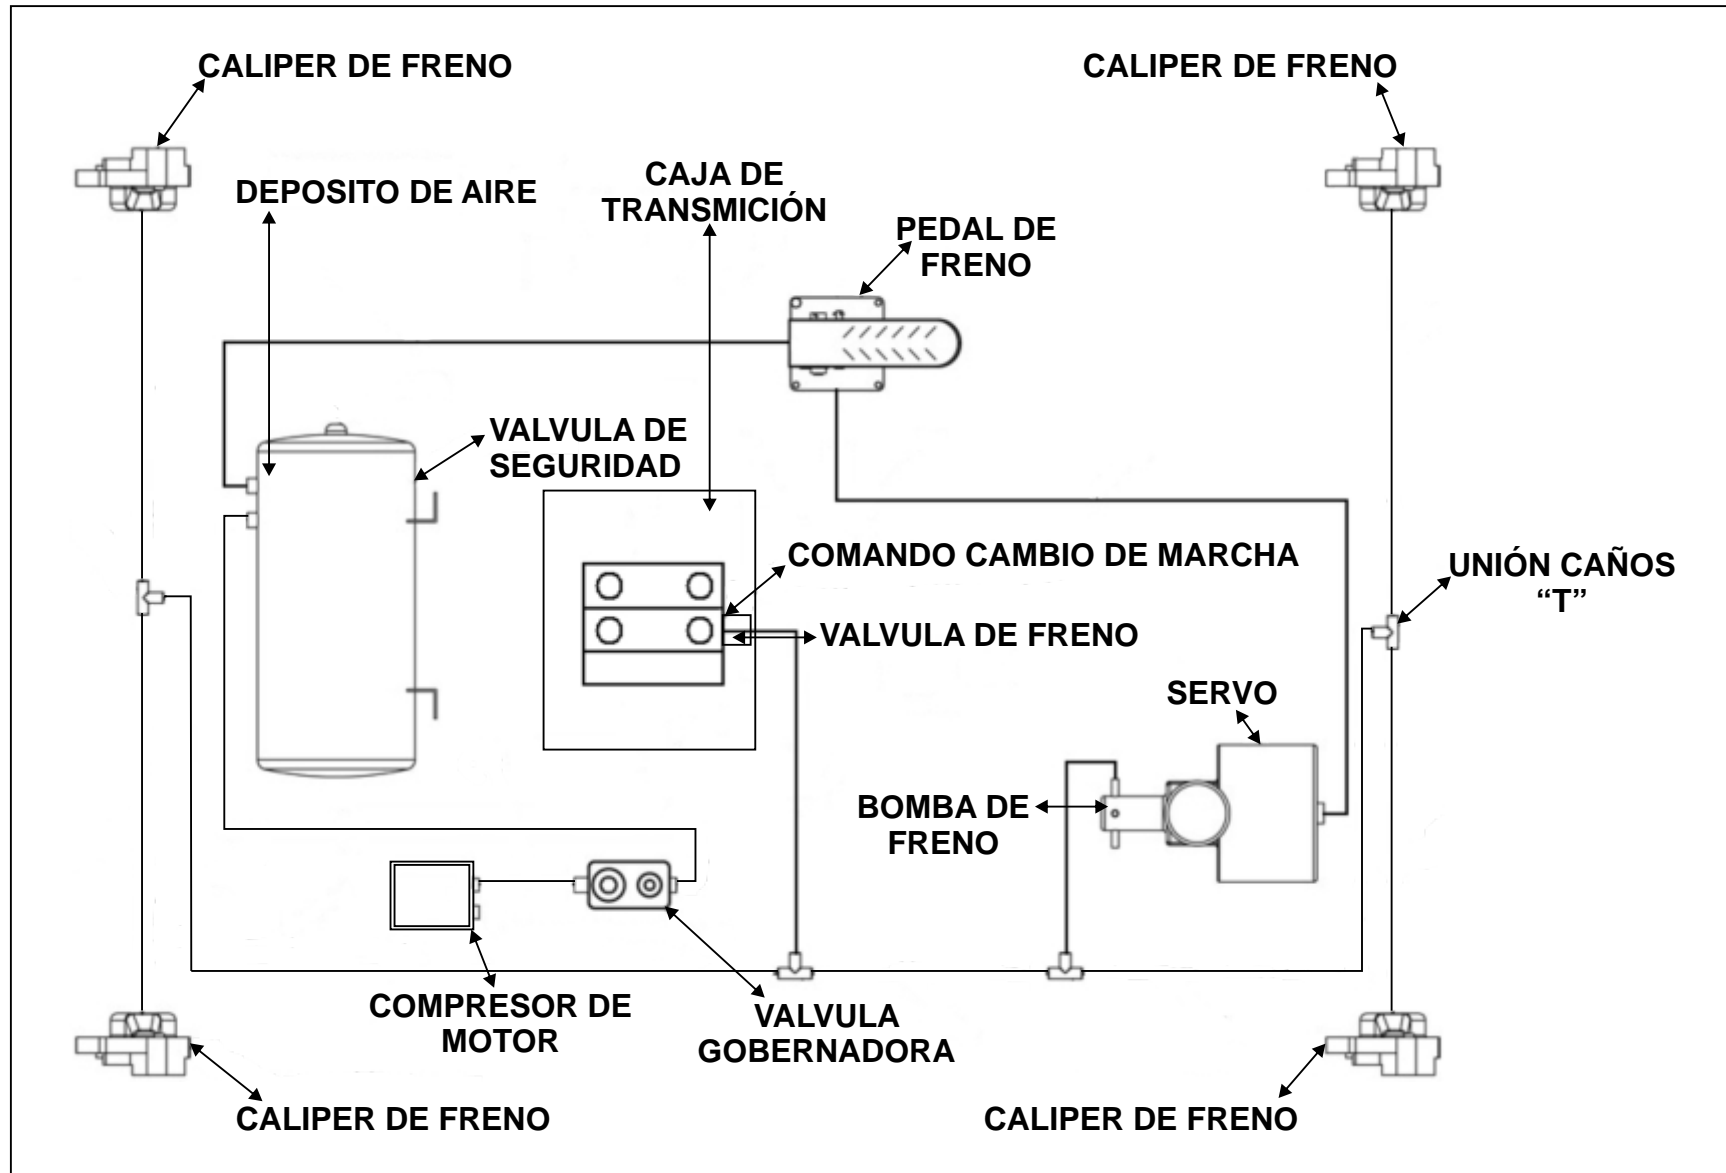 CALIPER DE FRENO
CALIPER DE FRENO
DEPOSITO DE AIRE
CAJA DE
TRANSMICIÓN
PEDAL DE
FRENO
VALVULA DE
SEGURIDAD
COMANDO CAMBIO DE MARCHA
VALVULA DE FRENO
UNIÓN CAÑOS
“T”
SERVO
BOMBA DE
FRENO
COMPRESOR DE
MOTOR
VALVULA
GOBERNADORA
CALIPER DE FRENO
CALIPER DE FRENO